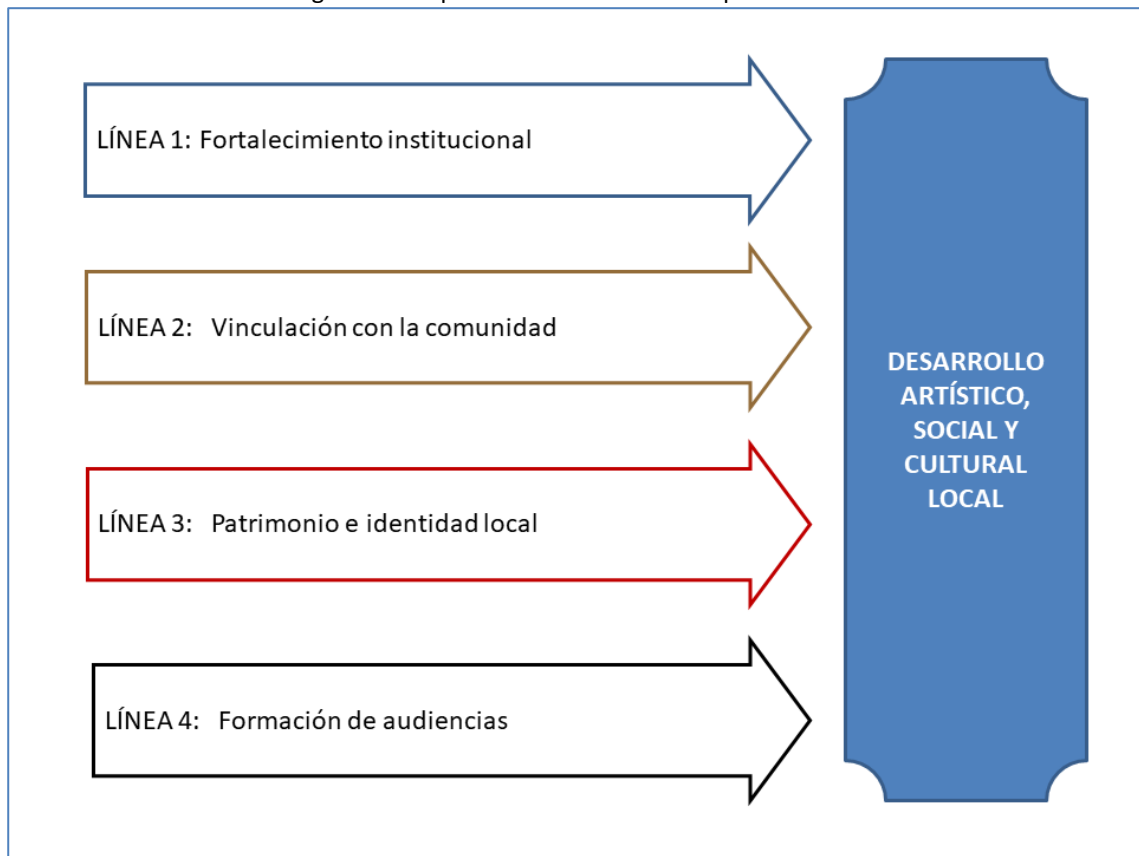 LÍNEA 1: Fortalecimiento institucional
LÍNEA 2: Vinculación con la comunidad
LÍNEA 3: Patrimonio e identidad local
LÍNEA 4: Formación de audiencias
DESARROLLO
ARTÍSTICO,
SOCIAL Y
CULTURAL
LOCAL